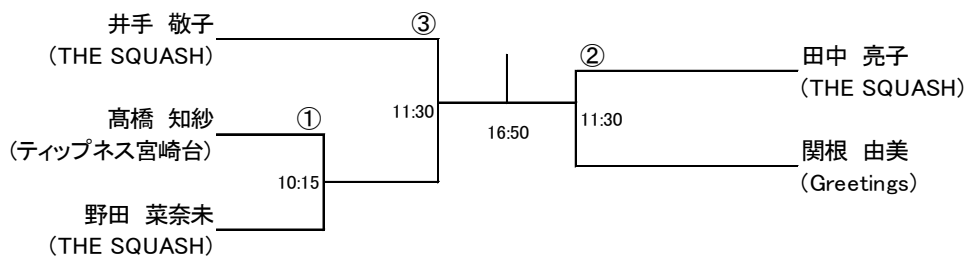 井手　敬子
（THE SQUASH）
③
髙橋　知紗
（ティップネス宮崎台）
①
11:30
10:15
野田　菜奈未
（THE SQUASH）
16:50
②
11:30
田中　亮子
（THE SQUASH）
関根　由美
（Greetings）